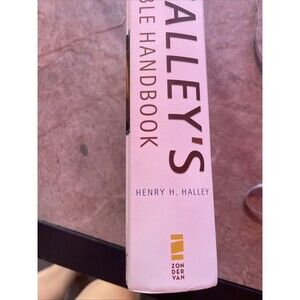 ALLEY'S
BLE HANDBOOK
HENRY H. HALLEY
ZON
DER
VAN